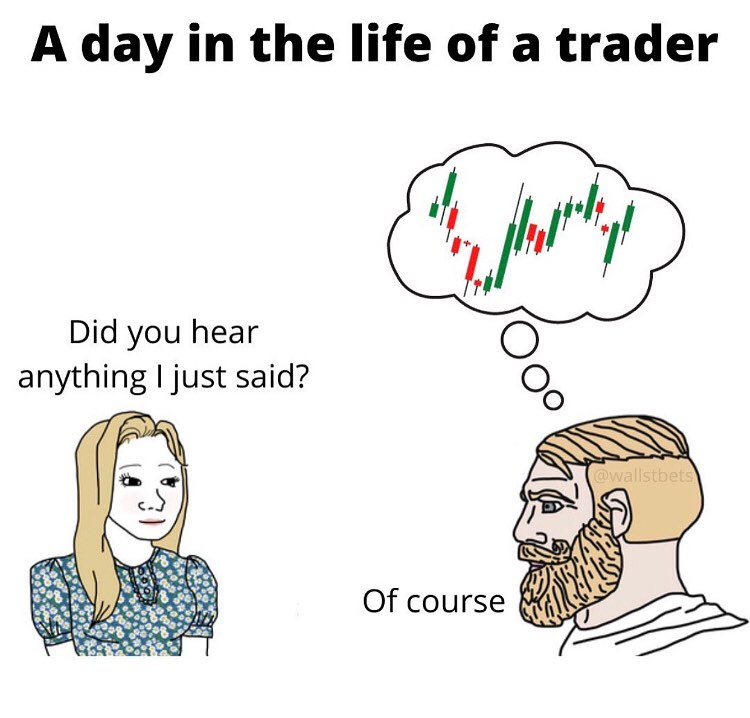 A day in the life of a trader
Did you hear
anything I just said?
@wallstbets
Of course